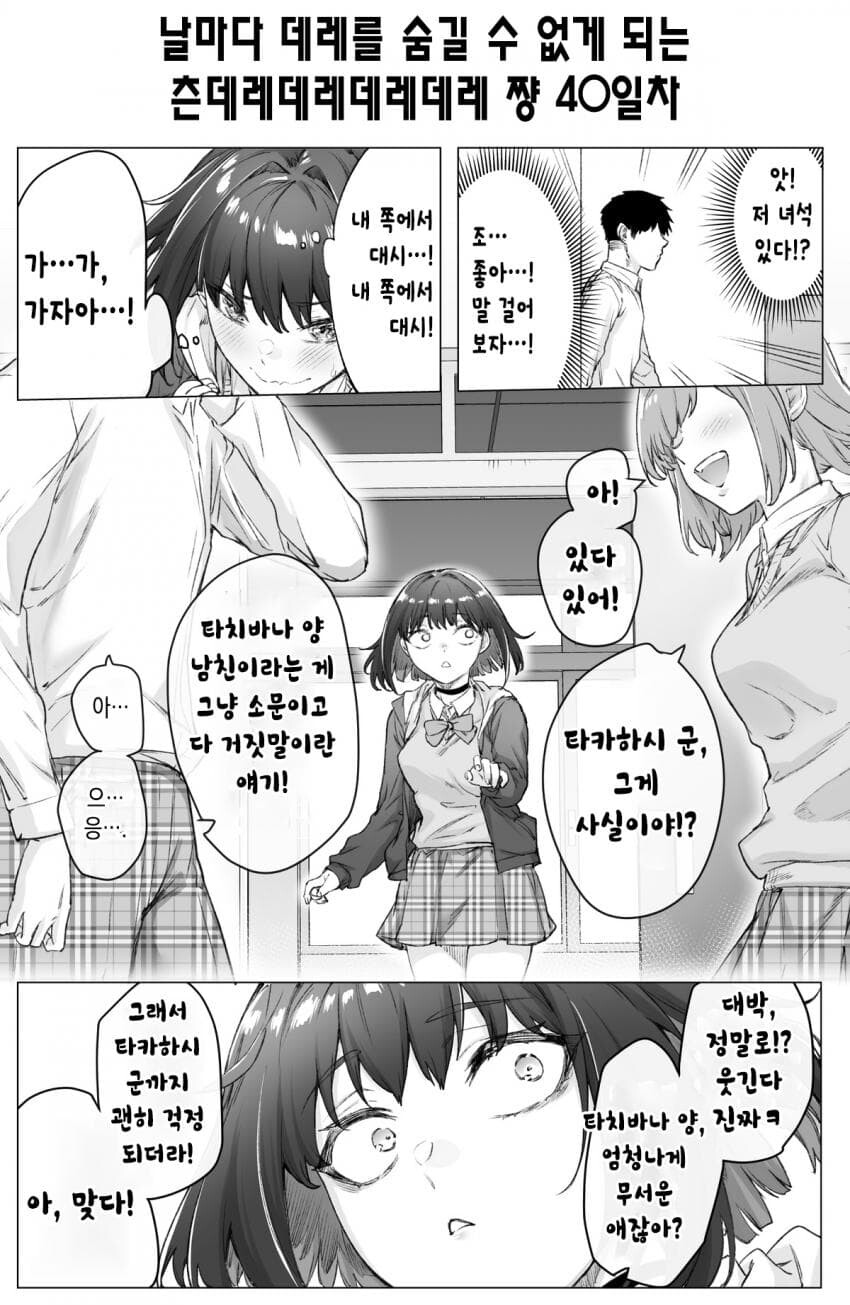 날마다 데레를 숨길 수 없게 되는
츤데레데레데레데레 쨩 40일차
앗!
저 녀석
있다!?
조…
좋아…!
말 걸어
보자…!
내 쪽에서
대시…!
내 쪽에서
대시!
가…가,
가자아…!
아!
있다
있어!
타카하시 군,
그게
사실이야!?
타치바나 양
남친이라는 게
그냥 소문이고
다 거짓말이란
얘기!
아…
으…
응….
대박,
정말로!?
웃긴다
진짜ㅋ
타치바나 양,
엄청나게
무서운
애잖아?
그래서
타카하시
군까지
괜히 걱정
되더라!
아, 맞다!